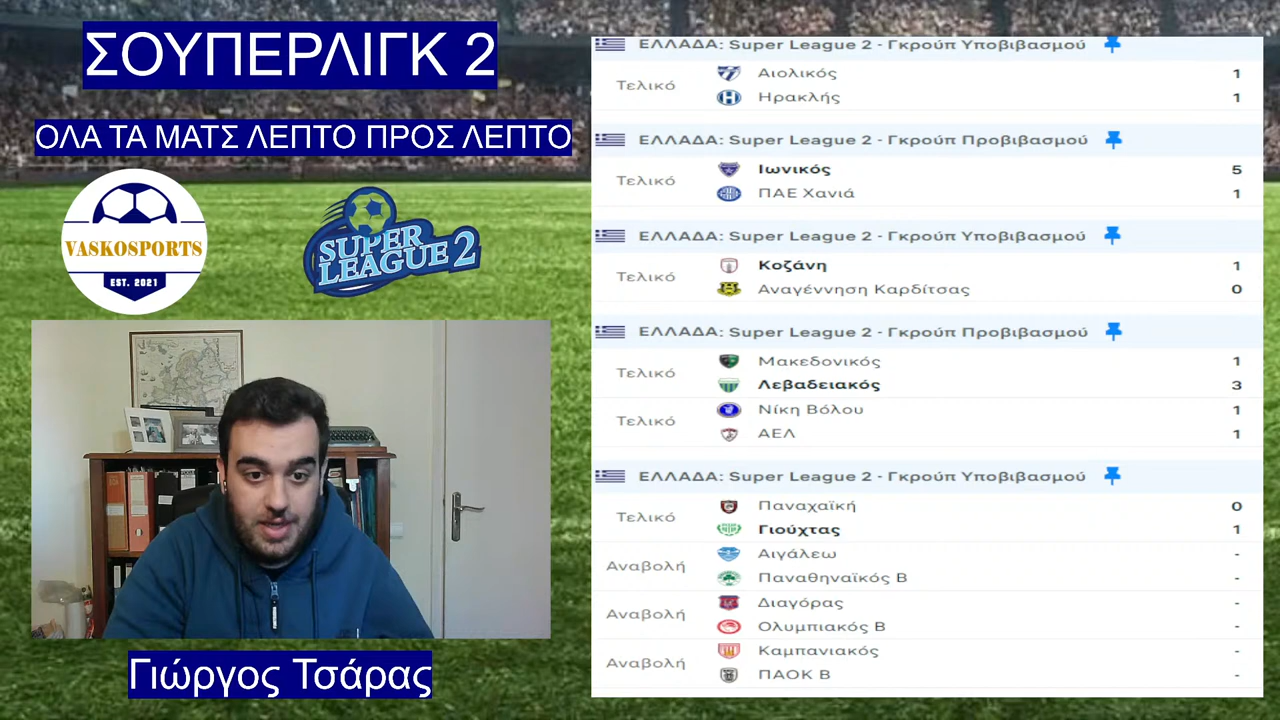 ΣΟΥΠΕΡΛΙΓΚ 2
ΟΛΑ ΤΑ ΜΑΤΣ ΛΕΠΤΟ ΠΡΟΣ ΛΕΠΤΟ
VASKOSPORTS
EST. 2021
SUPER
LEAGUE 2
Γιώργος Τσάρας
ΕΛΛΑΔΑ: Super League 2 - Γκρούπ Υποβιβασμού
Τελικό
Αιολικός 1
Ηρακλής 1
ΕΛΛΑΔΑ: Super League 2 - Γκρούπ Προβιβασμού
Τελικό
Ιωνικός 5
ΠΑΕ Χανιά 1
ΕΛΛΑΔΑ: Super League 2 - Γκρούπ Υποβιβασμού
Τελικό
Κοζάνη 1
Αναγέννηση Καρδίτσας 0
ΕΛΛΑΔΑ: Super League 2 - Γκρούπ Προβιβασμού
Τελικό
Μακεδονικός 1
Λεβαδειακός 3
Τελικό
Νίκη Βόλου 1
ΑΕΛ 1
ΕΛΛΑΔΑ: Super League 2 - Γκρούπ Υποβιβασμού
Τελικό
Παναχαϊκή 0
Γιούχτας 1
Αναβολή
Αιγάλεω -
Παναθηναϊκός Β -
Αναβολή
Διαγόρας -
Ολυμπιακός Β -
Αναβολή
Καμπανιακός -
ΠΑΟΚ Β -